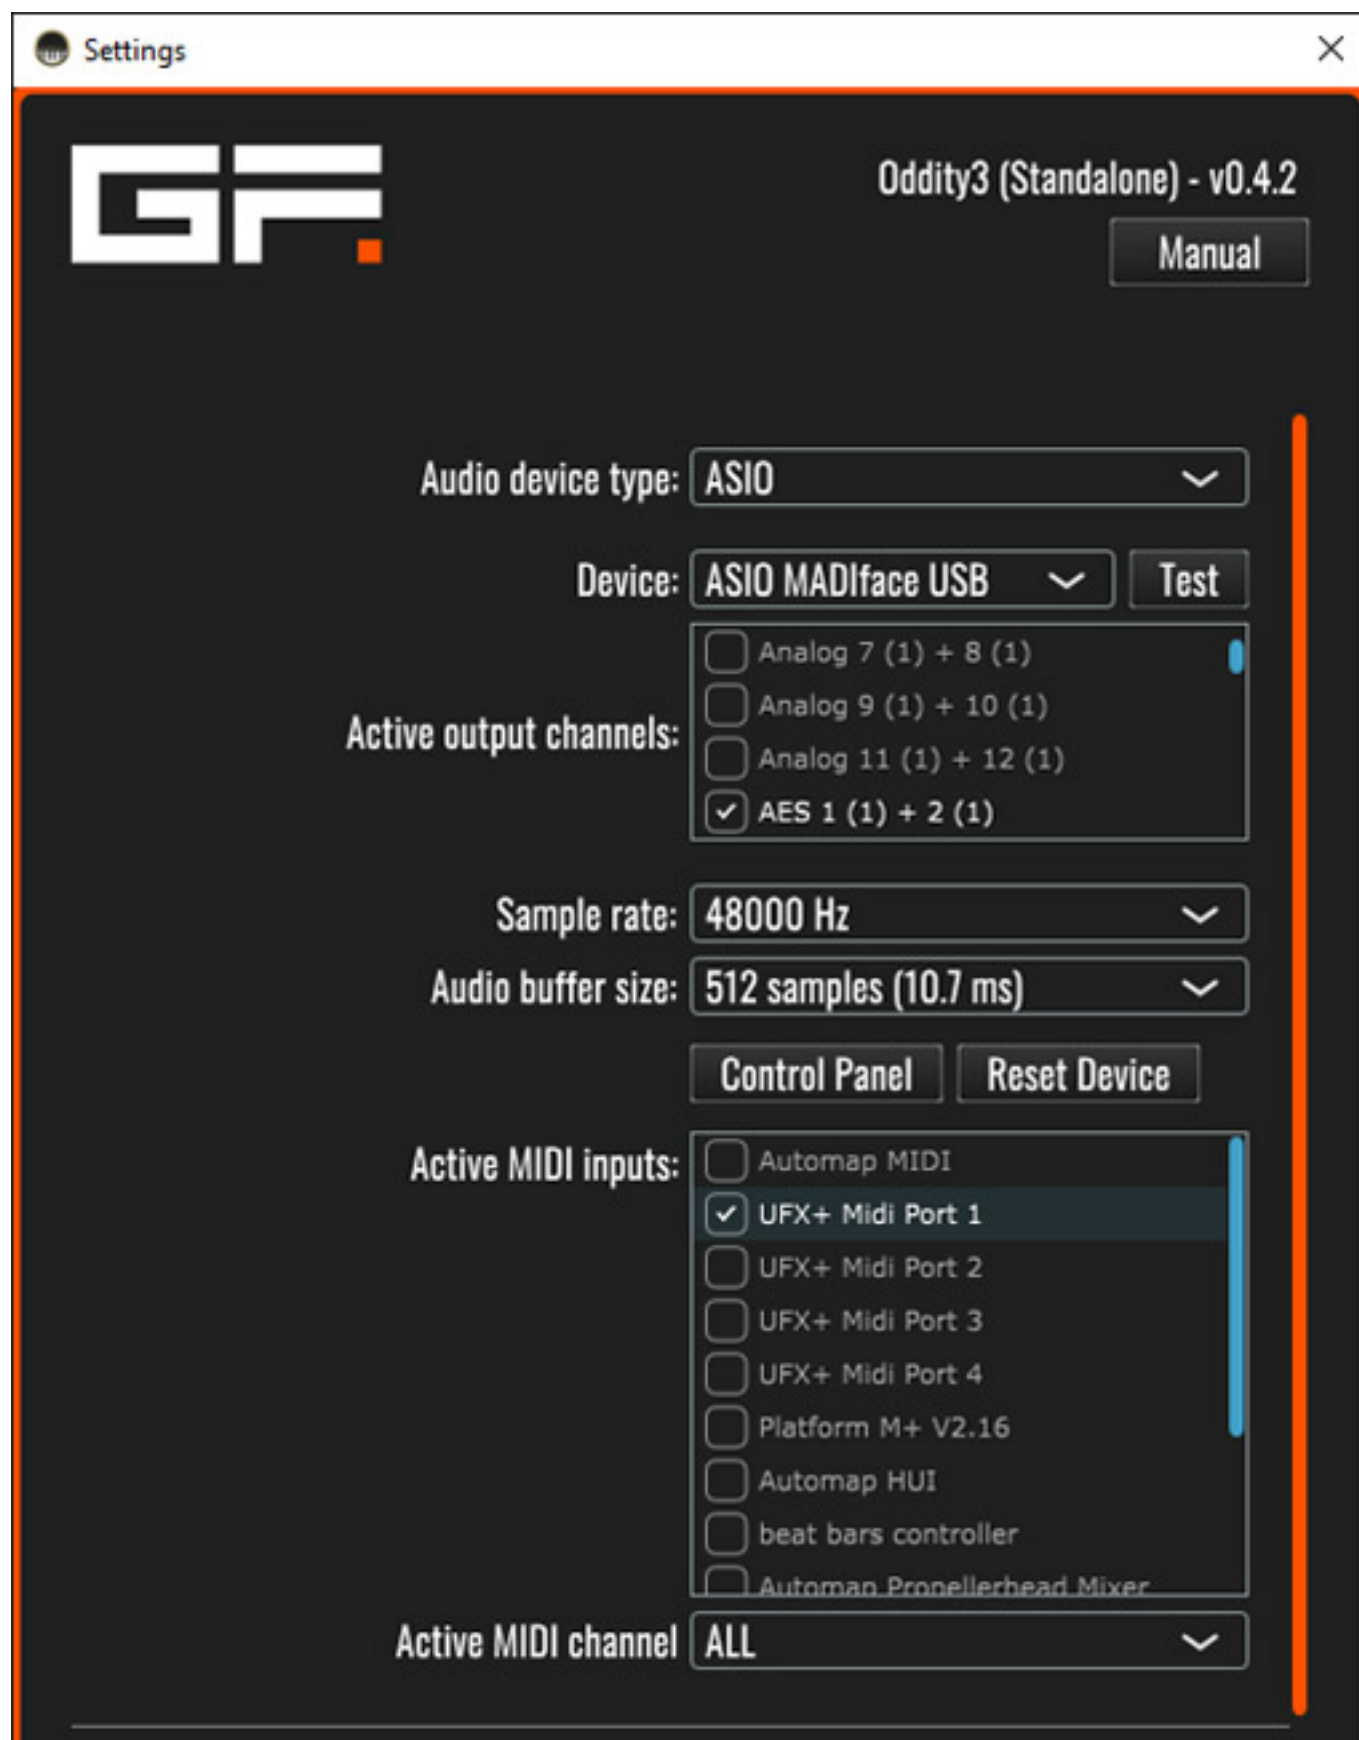 Settings
GF.
Oddity3 (Standalone) - v0.4.2
Manual
Audio device type: ASIO
Device: ASIO MADIface USB Test
Active output channels:
Analog 7 (1) + 8 (1)
Analog 9 (1) + 10 (1)
Analog 11 (1) + 12 (1)
AES 1 (1) + 2 (1)
Sample rate: 48000 Hz
Audio buffer size: 512 samples (10.7 ms)
Control Panel Reset Device
Active MIDI inputs: Automap MIDI
UFX+ Midi Port 1
UFX+ Midi Port 2
UFX+ Midi Port 3
UFX+ Midi Port 4
Platform M+ V2.16
Automap HUI
beat bars controller
Automap Propellerhead Mixer
Active MIDI channel ALL